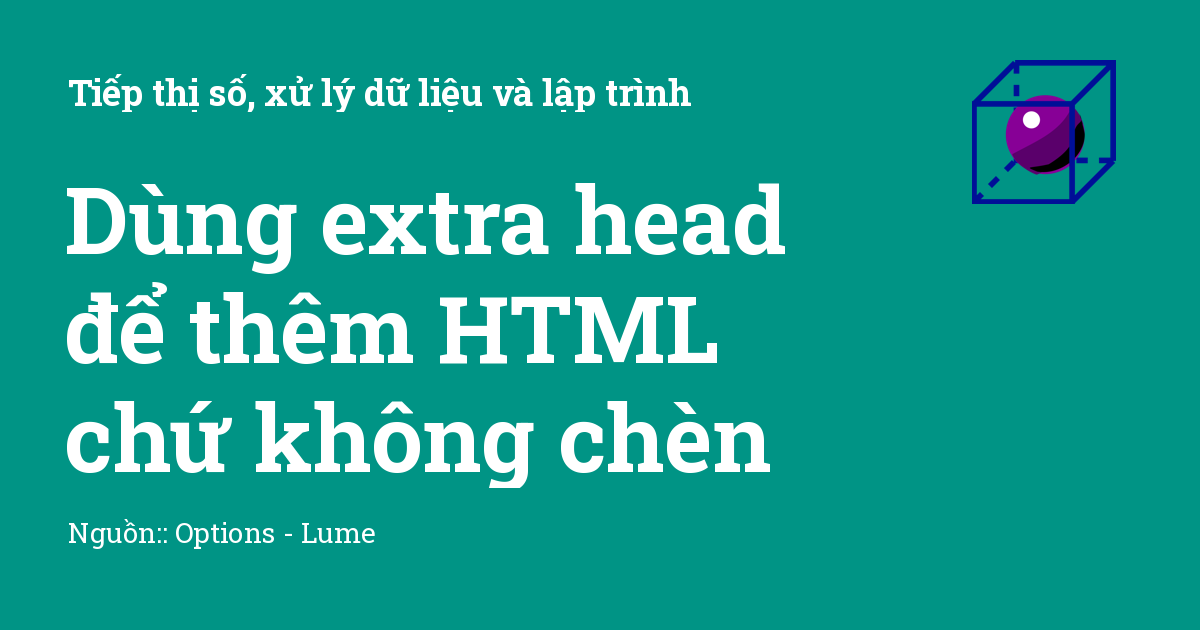 Tiếp thị số, xử lý dữ liệu và lập trình
Dùng extra head
để thêm HTML
chứ không chèn
Nguồn:: Options - Lume